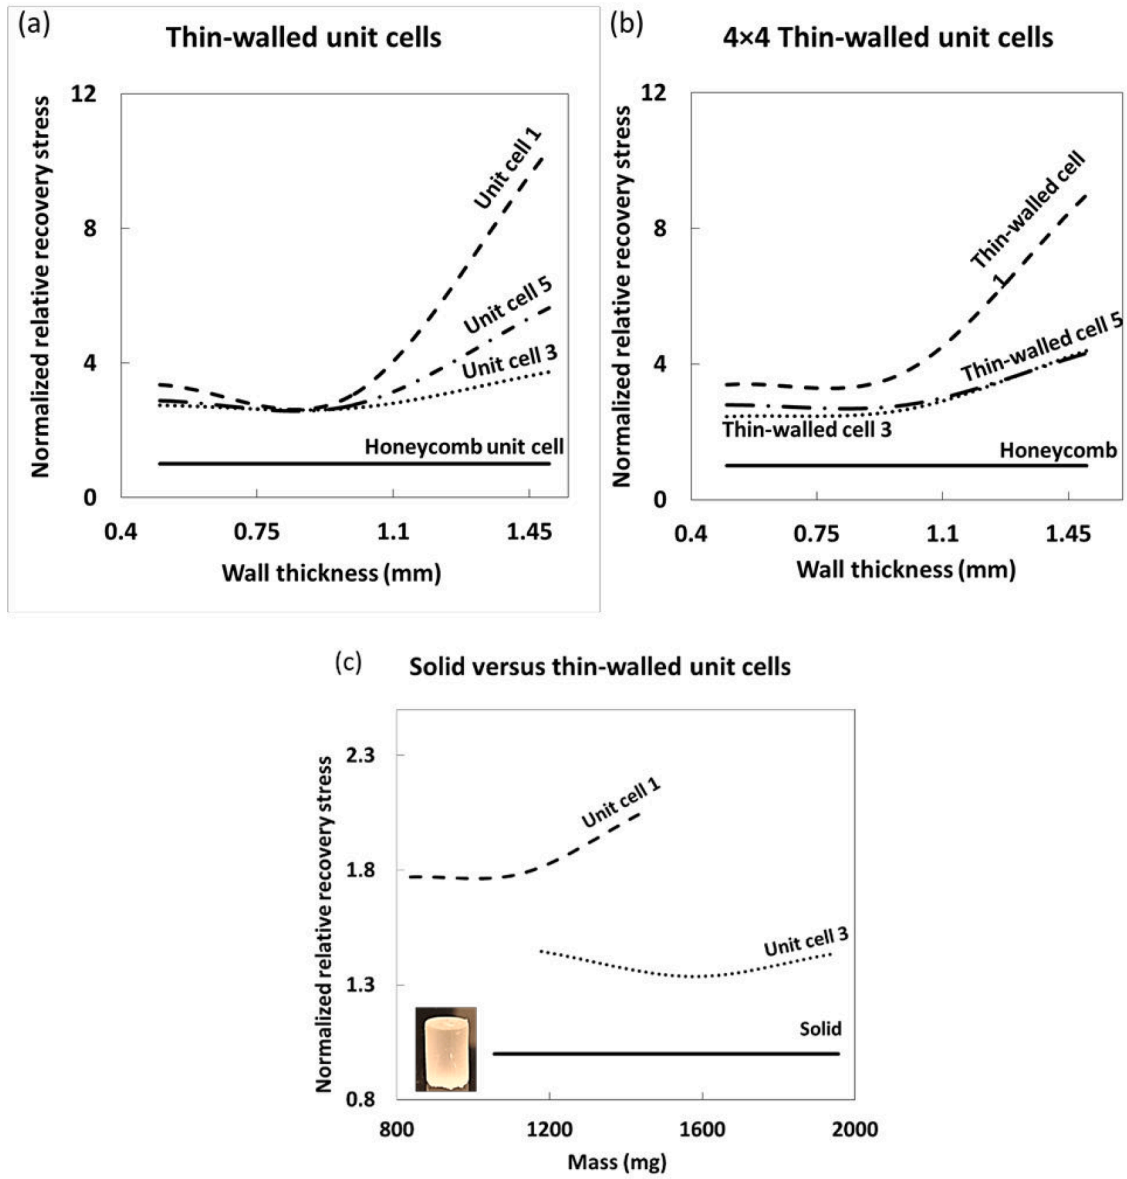 (a)
Thin-walled unit cells
Normalized relative recovery stress
12
8
4
0
0.4
0.75
1.1
1.45
Wall thickness (mm)
Unit cell 1
Unit cell 5
Unit cell 3
Honeycomb unit cell
(b)
4×4 Thin-walled unit cells
Normalized relative recovery stress
12
8
4
0
0.4
0.75
1.1
1.45
Wall thickness (mm)
Thin-walled cell
1
Thin-walled cell 5
Thin-walled cell 3
Honeycomb
(c)
Solid versus thin-walled unit cells
Normalized relative recovery stress
2.3
1.8
1.3
0.8
800
1200
1600
2000
Mass (mg)
Unit cell 1
Unit cell 3
Solid